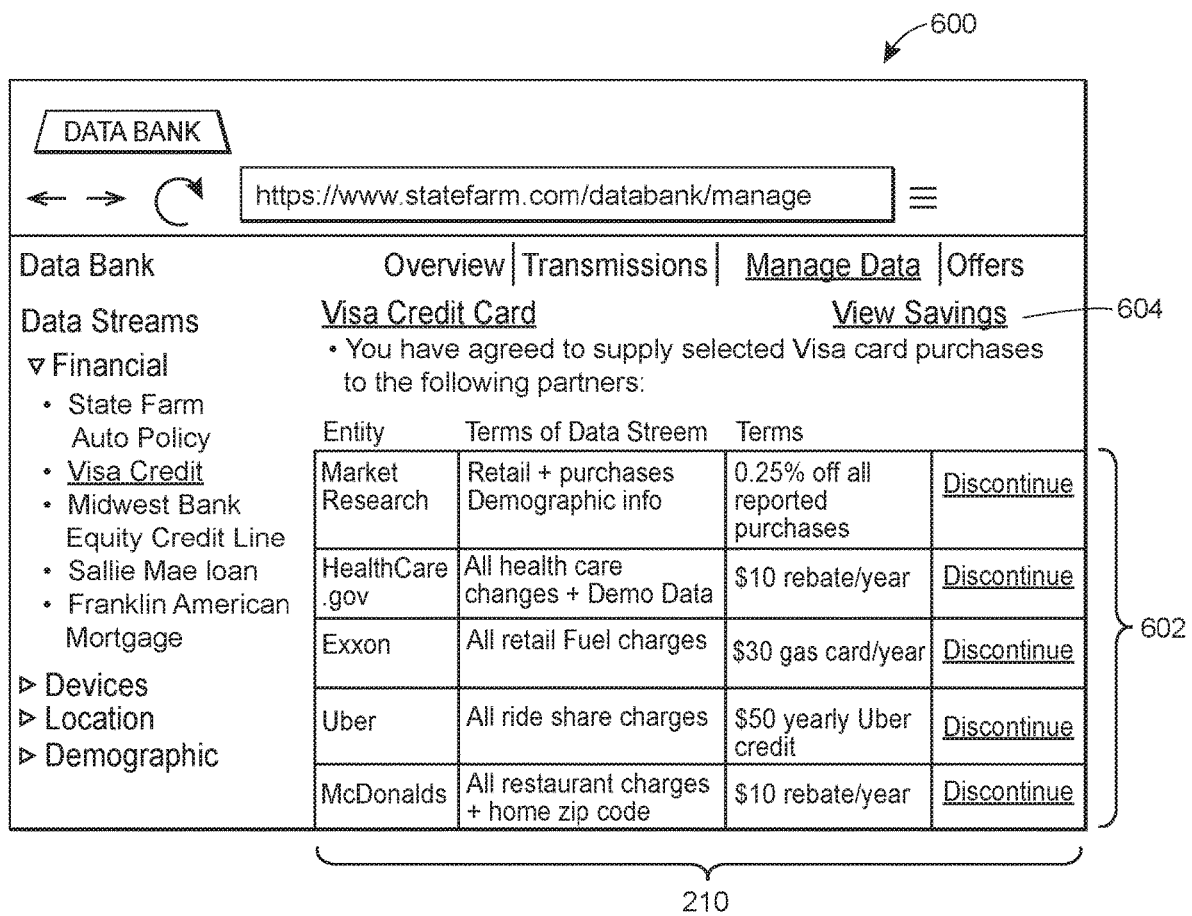 600
DATA BANK
https://www.statefarm.com/databank/manage
Data Bank
Overview Transmissions Manage Data Offers
Data Streams
Financial
• State Farm
Auto Policy
• Visa Credit
• Midwest Bank
Equity Credit Line
• Sallie Mae loan
• Franklin American
Mortgage
Devices
Location
Demographic
Visa Credit Card View Savings 604
• You have agreed to supply selected Visa card purchases
to the following partners:
Entity Terms of Data Streem Terms
Market
Research
Retail + purchases
Demographic info
0.25% off all
reported
purchases
Discontinue
HealthCare
.gov
All health care
changes + Demo Data
$10 rebate/year
Discontinue
Exxon
All retail Fuel charges
$30 gas card/year
Discontinue
Uber
All ride share charges
$50 yearly Uber
credit
Discontinue
McDonalds
All restaurant charges
+ home zip code
$10 rebate/year
Discontinue
602
210